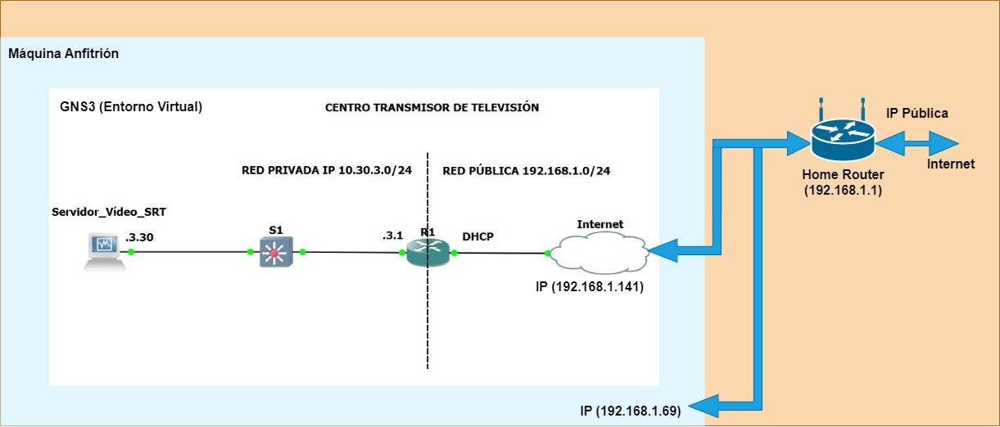 Máquina Anfitrión
GNS3 (Entorno Virtual)
CENTRO TRANSMISOR DE TELEVISIÓN
IP Pública
Internet
Home Router
(192.168.1.1)
RED PRIVADA IP 10.30.3.0/24
RED PÚBLICA 192.168.1.0/24
Servidor_Vídeo_SRT
.3.30
S1
.3.1
R1
DHCP
Internet
IP (192.168.1.141)
IP (192.168.1.69)